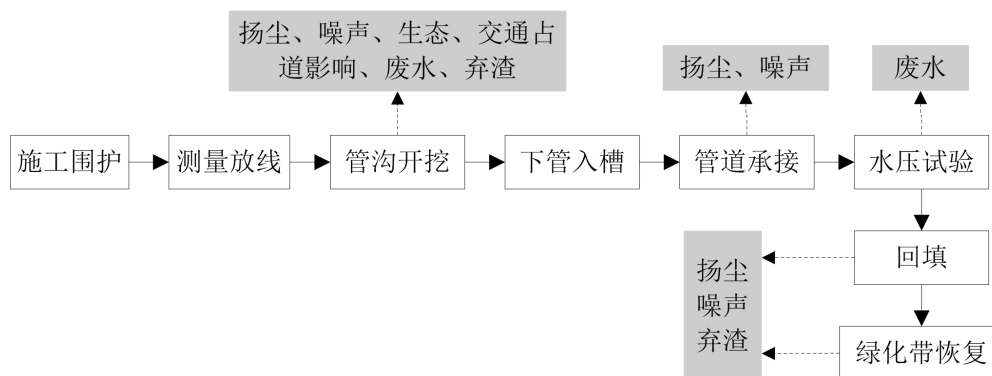 扬尘、噪声、生态、交通占
道影响、废水、弃渣
扬尘、噪声
废水
施工围护
测量放线
管沟开挖
下管入槽
管道承接
水压试验
回填
扬尘
噪声
弃渣
绿化带恢复